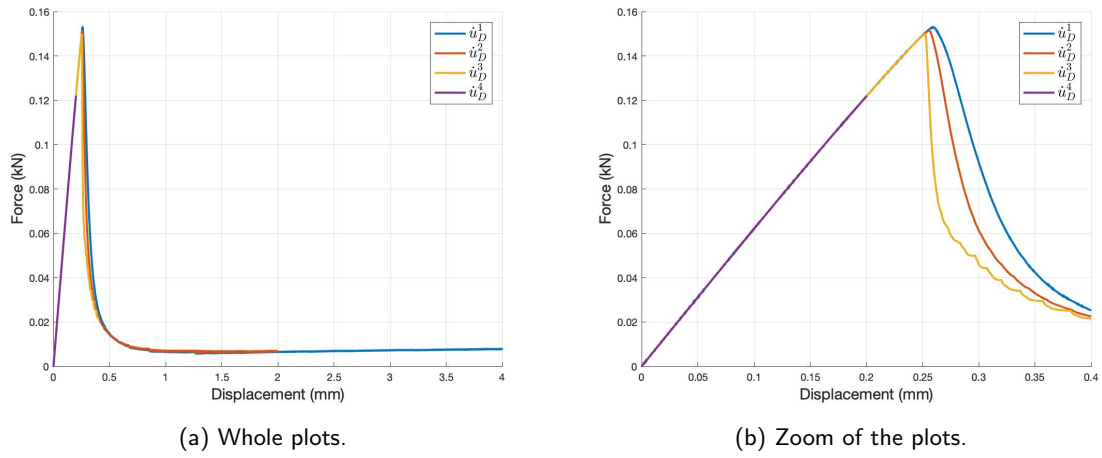 0.16
0.14
0.12
0.1
0.08
0.06
0.04
0.02
0
Force (kN)
0 0.5 1 1.5 2 2.5 3 3.5 4
Displacement (mm)
u̇_D^1
u̇_D^2
u̇_D^3
u̇_D^4
(a) Whole plots.
0.16
0.14
0.12
0.1
0.08
0.06
0.04
0.02
0
Force (kN)
0 0.05 0.1 0.15 0.2 0.25 0.3 0.35 0.4
Displacement (mm)
u̇_D^1
u̇_D^2
u̇_D^3
u̇_D^4
(b) Zoom of the plots.